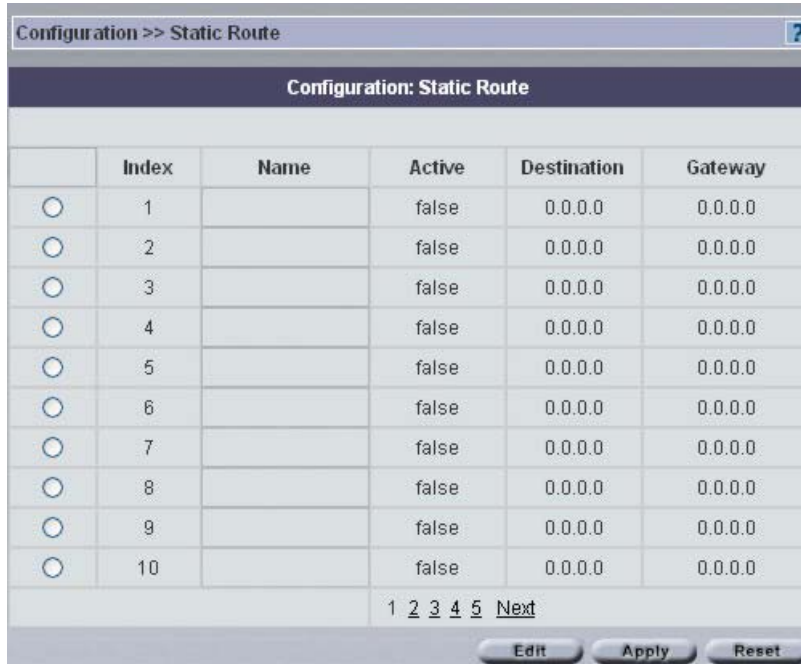 Configuration >> Static Route ?
Configuration: Static Route
Index Name Active Destination Gateway
1 false 0.0.0.0 0.0.0.0
2 false 0.0.0.0 0.0.0.0
3 false 0.0.0.0 0.0.0.0
4 false 0.0.0.0 0.0.0.0
5 false 0.0.0.0 0.0.0.0
6 false 0.0.0.0 0.0.0.0
7 false 0.0.0.0 0.0.0.0
8 false 0.0.0.0 0.0.0.0
9 false 0.0.0.0 0.0.0.0
10 false 0.0.0.0 0.0.0.0
1 2 3 4 5 Next
Edit Apply Reset